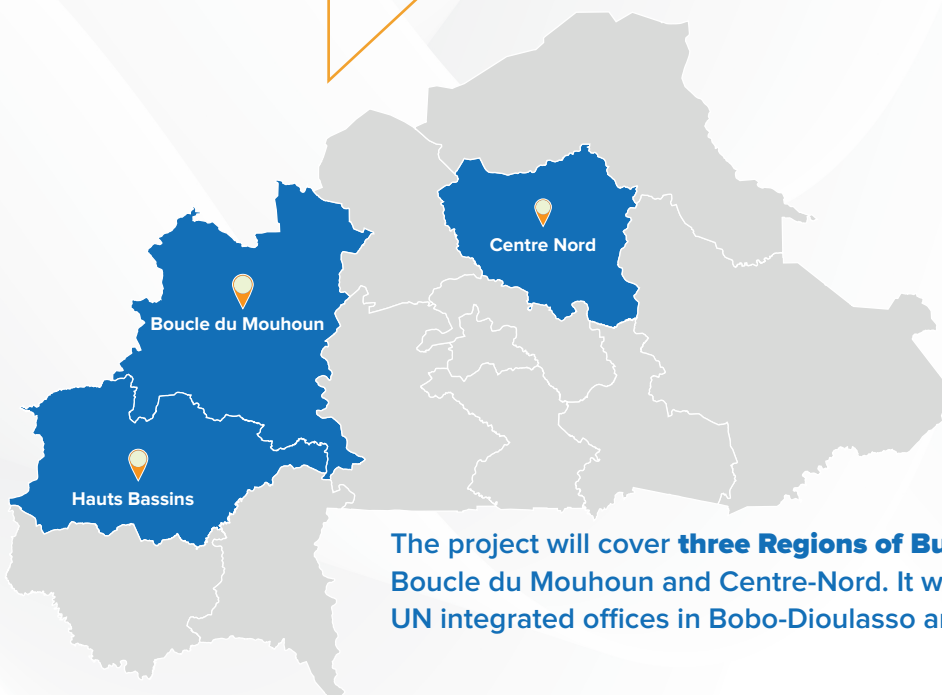 Centre Nord
Boucle du Mouhoun
Hauts Bassins
The project will cover three Regions of
Boucle du Mouhoun and Centre-Nord. It
UN integrated offices in Bobo-Dioulasso